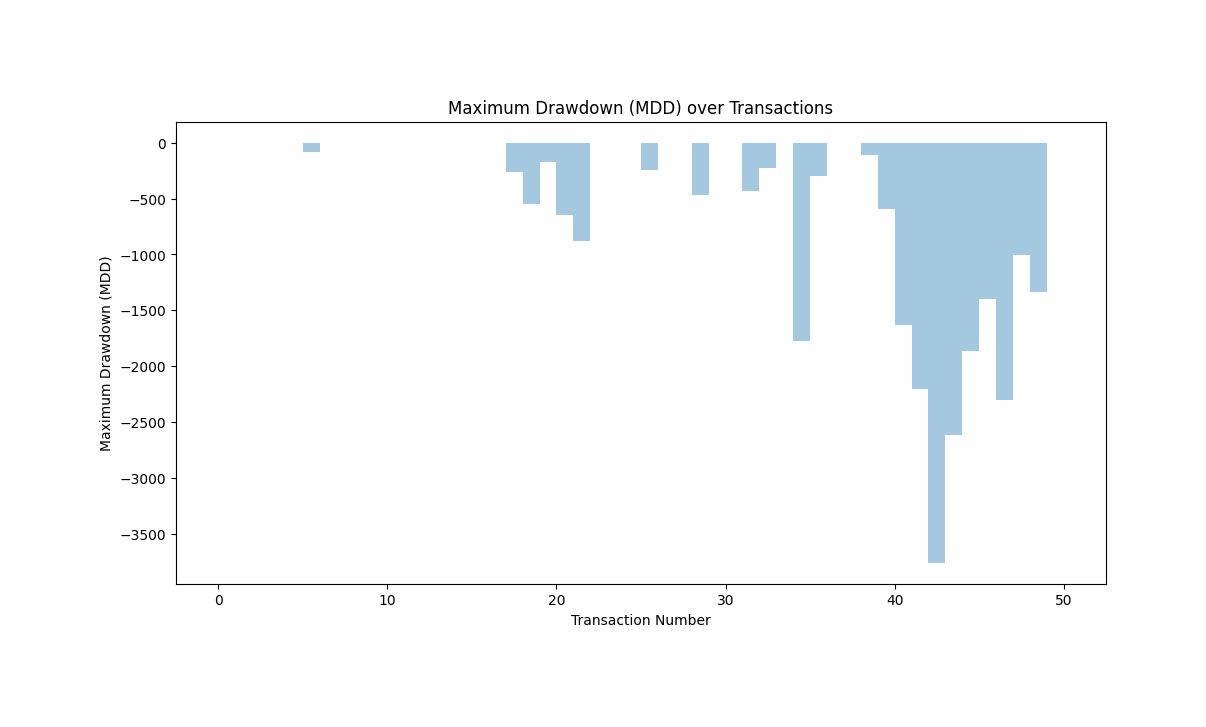 Maximum Drawdown (MDD) over Transactions
0
−500
−1000
−1500
−2000
−2500
−3000
−3500
Maximum Drawdown (MDD)
0 10 20 30 40 50
Transaction Number